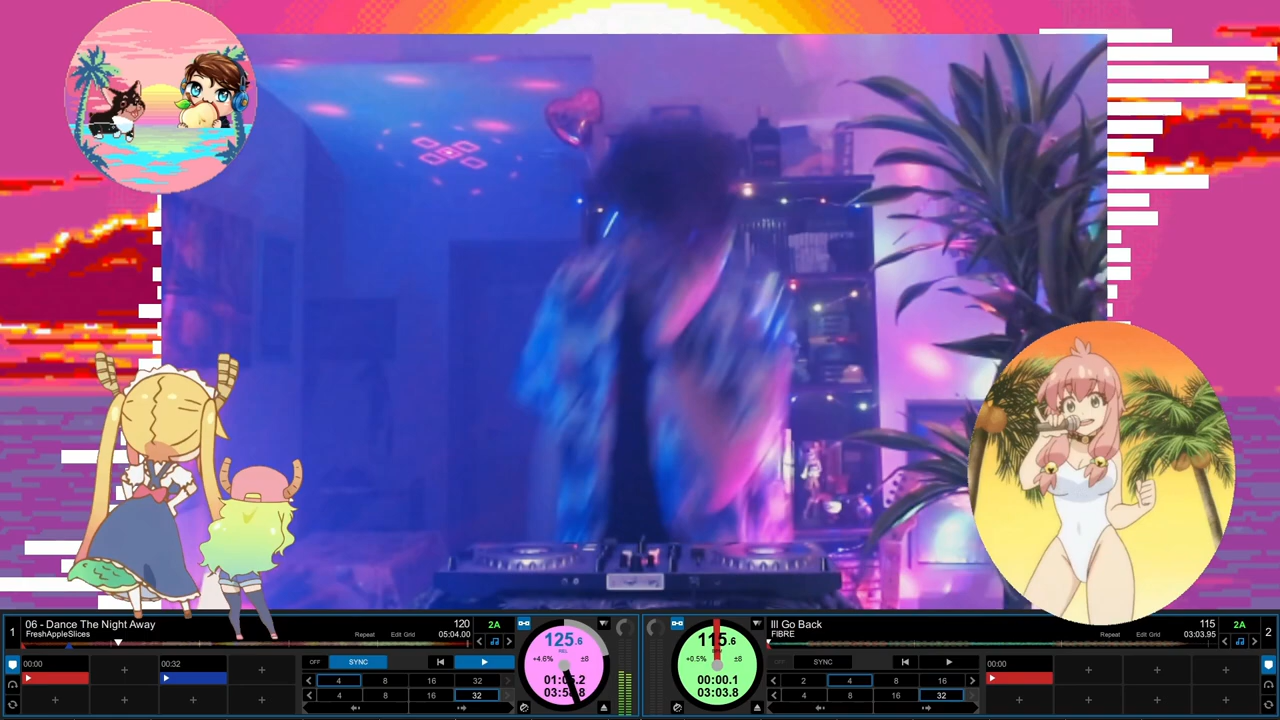 1
06 - Dance The Night Away
FreshAppleSlices
120
2A
Repeat
Edit Grid
05:04.00
00:00
00:32
OFF
SYNC
4
8
16
32
4
8
16
32
125.6
REL
+4.6%
±8
03:5
115.6
+0.5%
±8
00:00.1
03:03.8
Ill Go Back
FIBRE
115
2A
2
Repeat
Edit Grid
03:03.95
SYNC
2
4
8
16
4
8
16
32
00:00